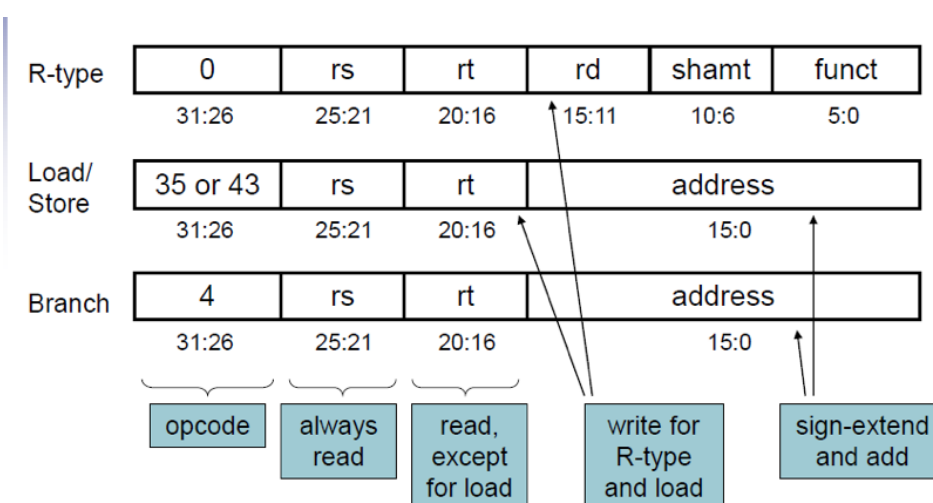 R-type 0 rs rt rd shamt funct
31:26 25:21 20:16 15:11 10:6 5:0
Load/
Store
35 or 43 rs rt address
31:26 25:21 20:16 15:0
Branch 4 rs rt address
31:26 25:21 20:16 15:0
opcode
always
read
read,
except
for load
write for
R-type
and load
sign-extend
and add